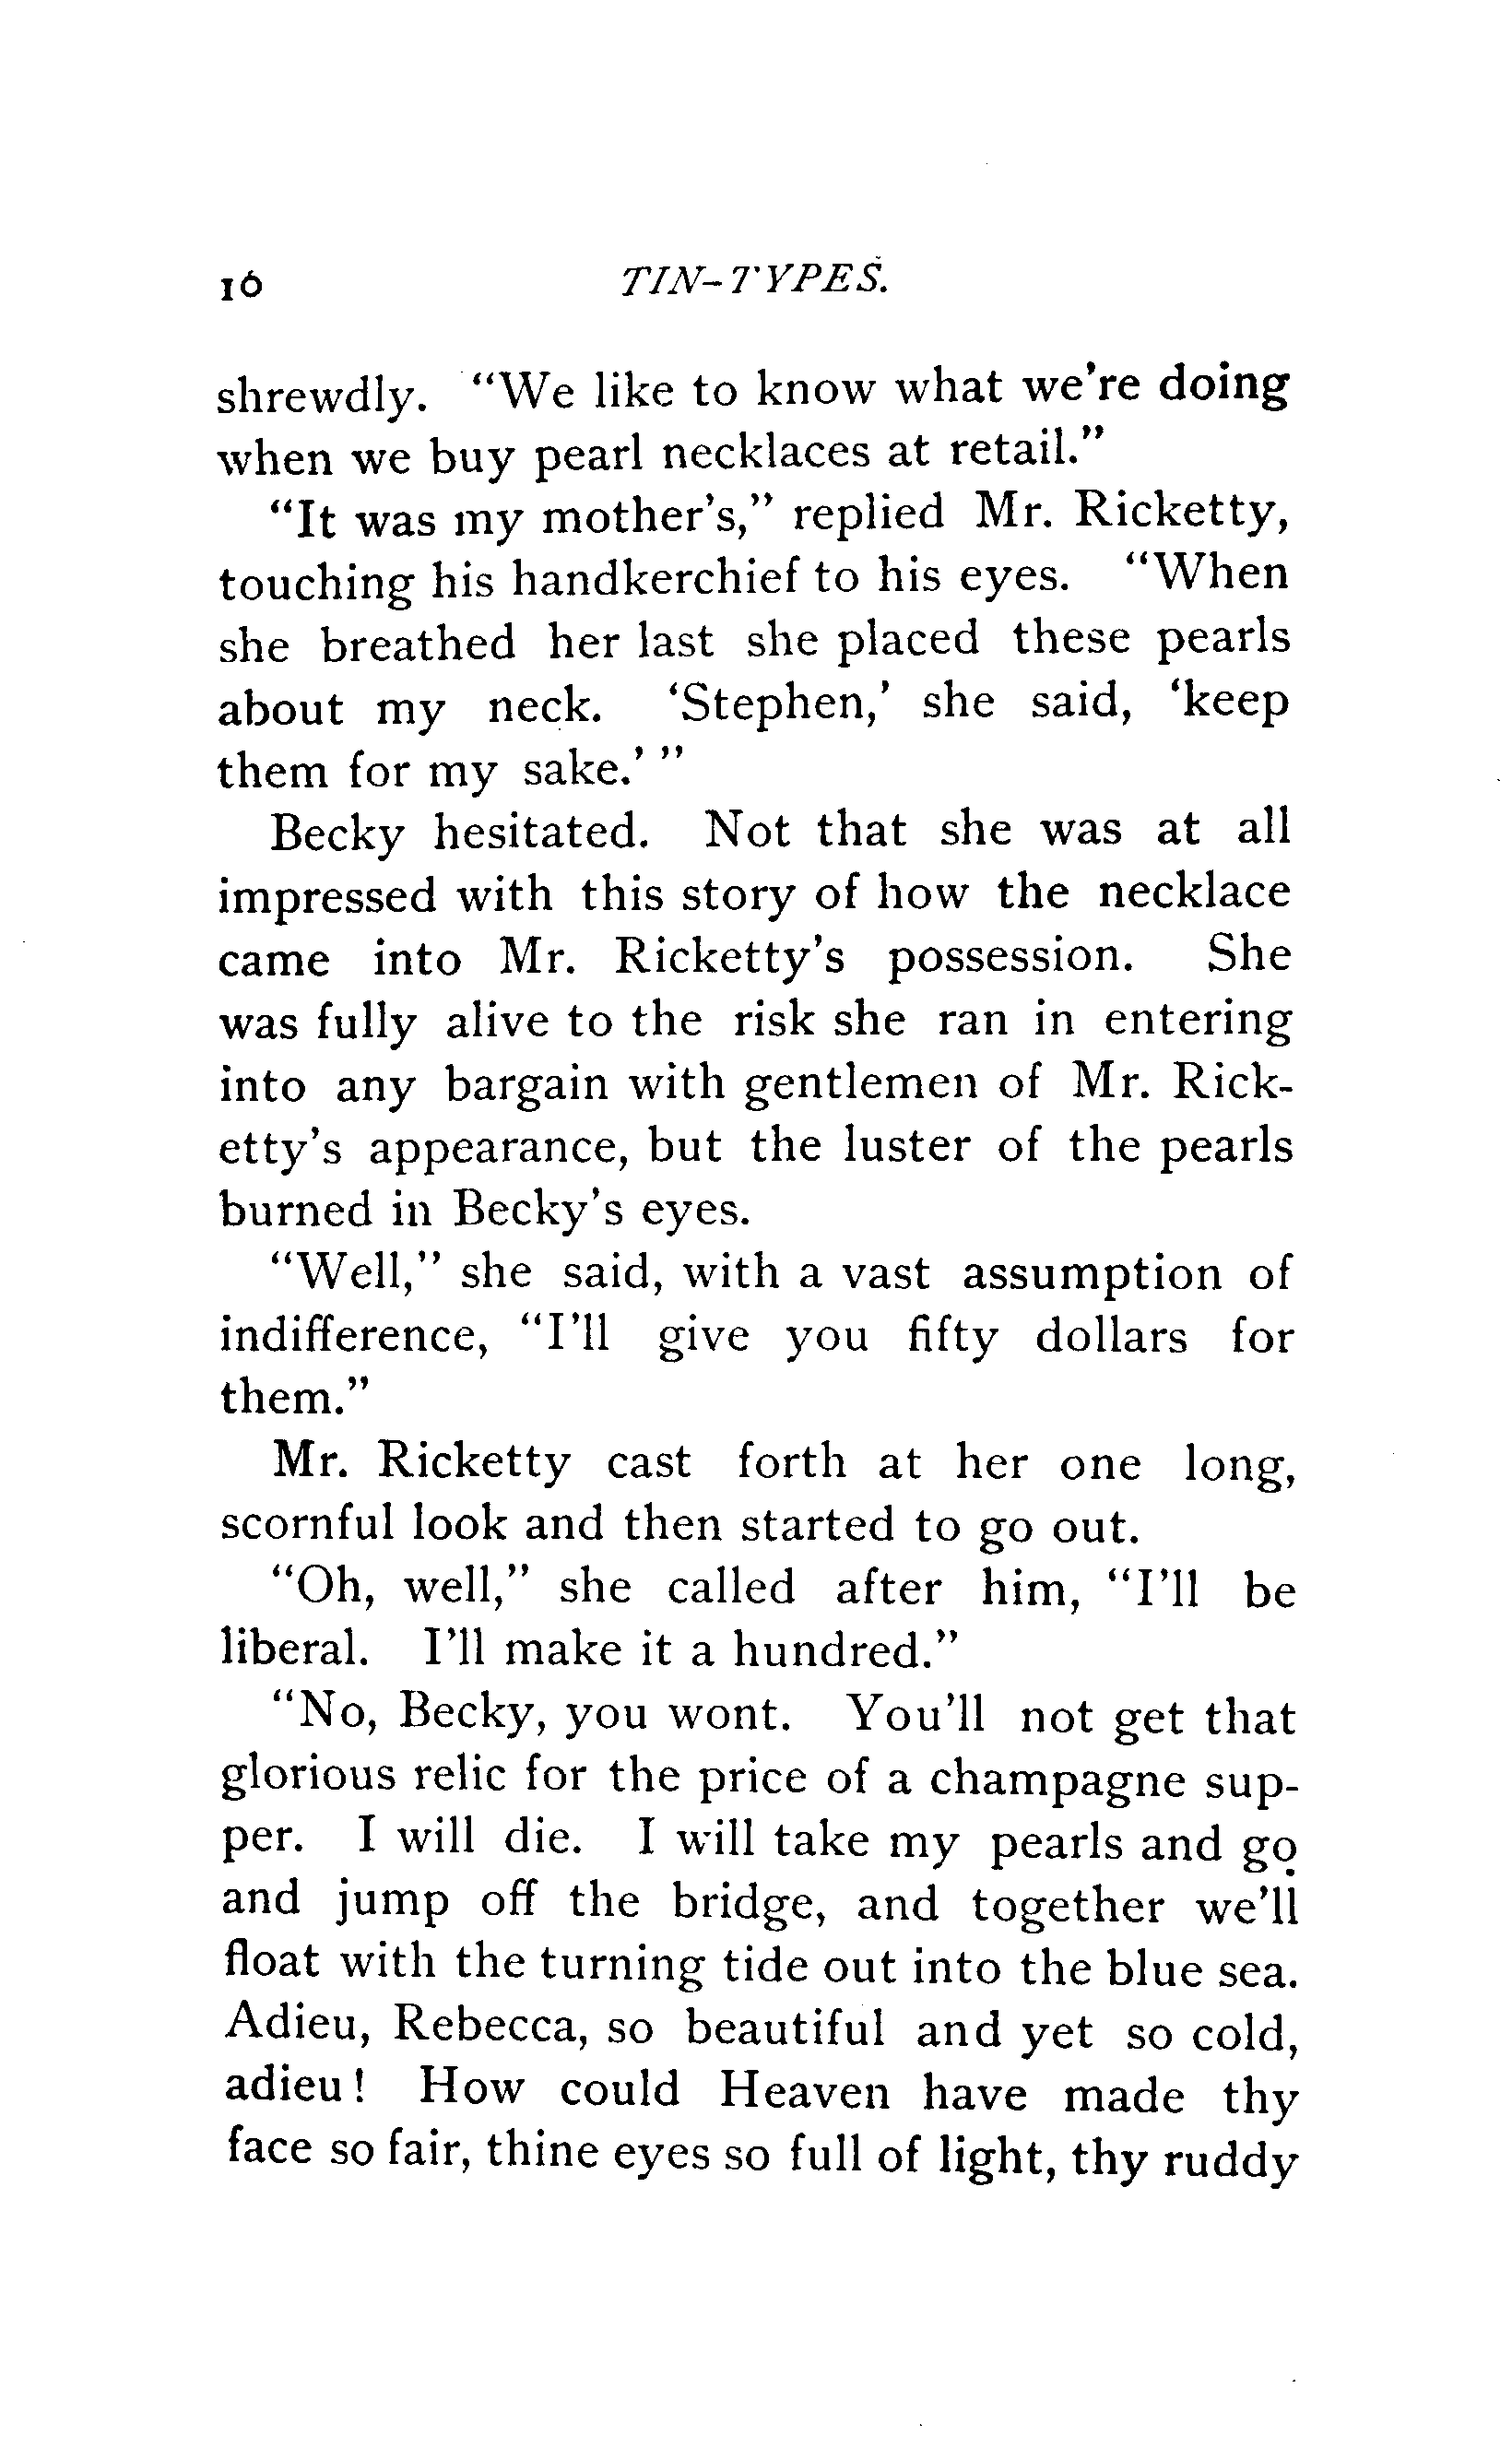 16 TIN-TYPES.
shrewdly. "We like to know what we're doing
when we buy pearl necklaces at retail."
"It was my mother's," replied Mr. Ricketty,
touching his handkerchief to his eyes. "When
she breathed her last she placed these pearls
about my neck. 'Stephen,' she said, 'keep
them for my sake.' "
Becky hesitated. Not that she was at all
impressed with this story of how the necklace
came into Mr. Ricketty's possession. She
was fully alive to the risk she ran in entering
into any bargain with gentlemen of Mr. Rick-
etty's appearance, but the luster of the pearls
burned in Becky's eyes.
"Well," she said, with a vast assumption of
indifference, "I'll give you fifty dollars for
them."
Mr. Ricketty cast forth at her one long,
scornful look and then started to go out.
"Oh, well," she called after him, "I'll be
liberal. I'll make it a hundred."
"No, Becky, you wont. You'll not get that
glorious relic for the price of a champagne sup-
per. I will die. I will take my pearls and go
and jump off the bridge, and together we'll
float with the turning tide out into the blue sea.
Adieu, Rebecca, so beautiful and yet so cold,
adieu! How could Heaven have made thy
face so fair, thine eyes so full of light, thy ruddy